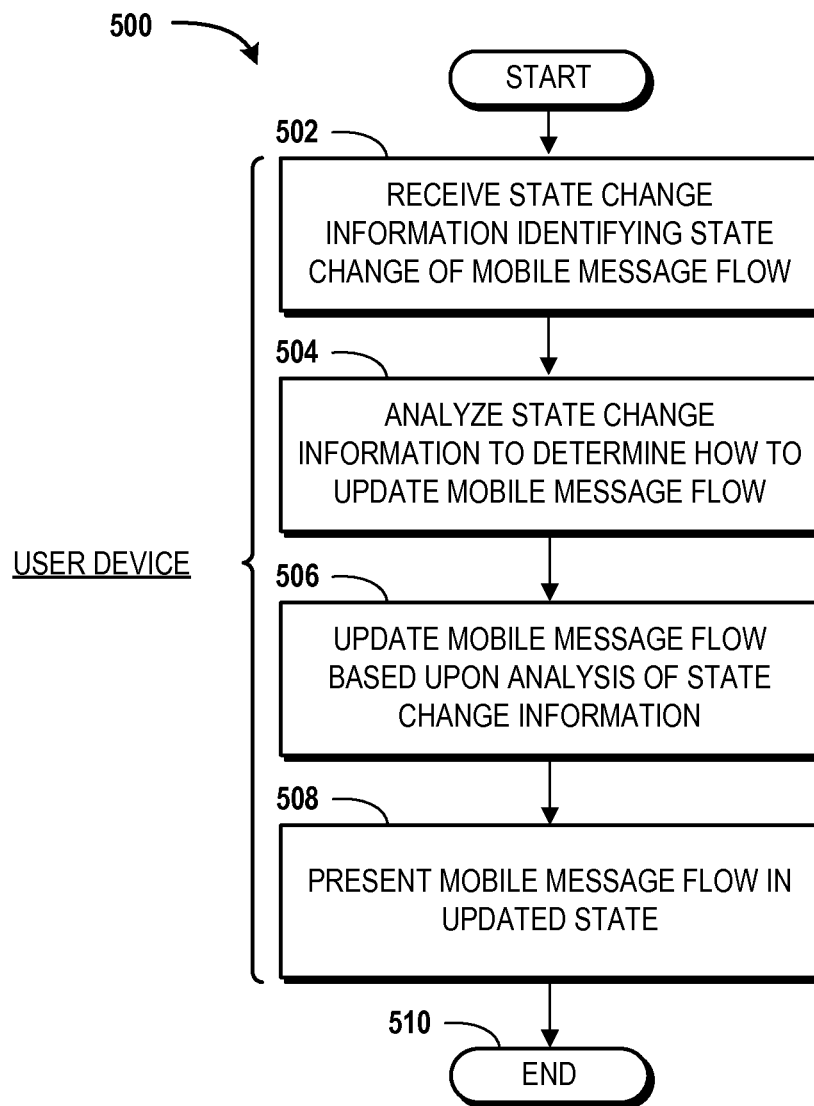 500
START
502
RECEIVE STATE CHANGE
INFORMATION IDENTIFYING STATE
CHANGE OF MOBILE MESSAGE FLOW
504
ANALYZE STATE CHANGE
INFORMATION TO DETERMINE HOW TO
UPDATE MOBILE MESSAGE FLOW
USER DEVICE
506
UPDATE MOBILE MESSAGE FLOW
BASED UPON ANALYSIS OF STATE
CHANGE INFORMATION
508
PRESENT MOBILE MESSAGE FLOW IN
UPDATED STATE
510
END